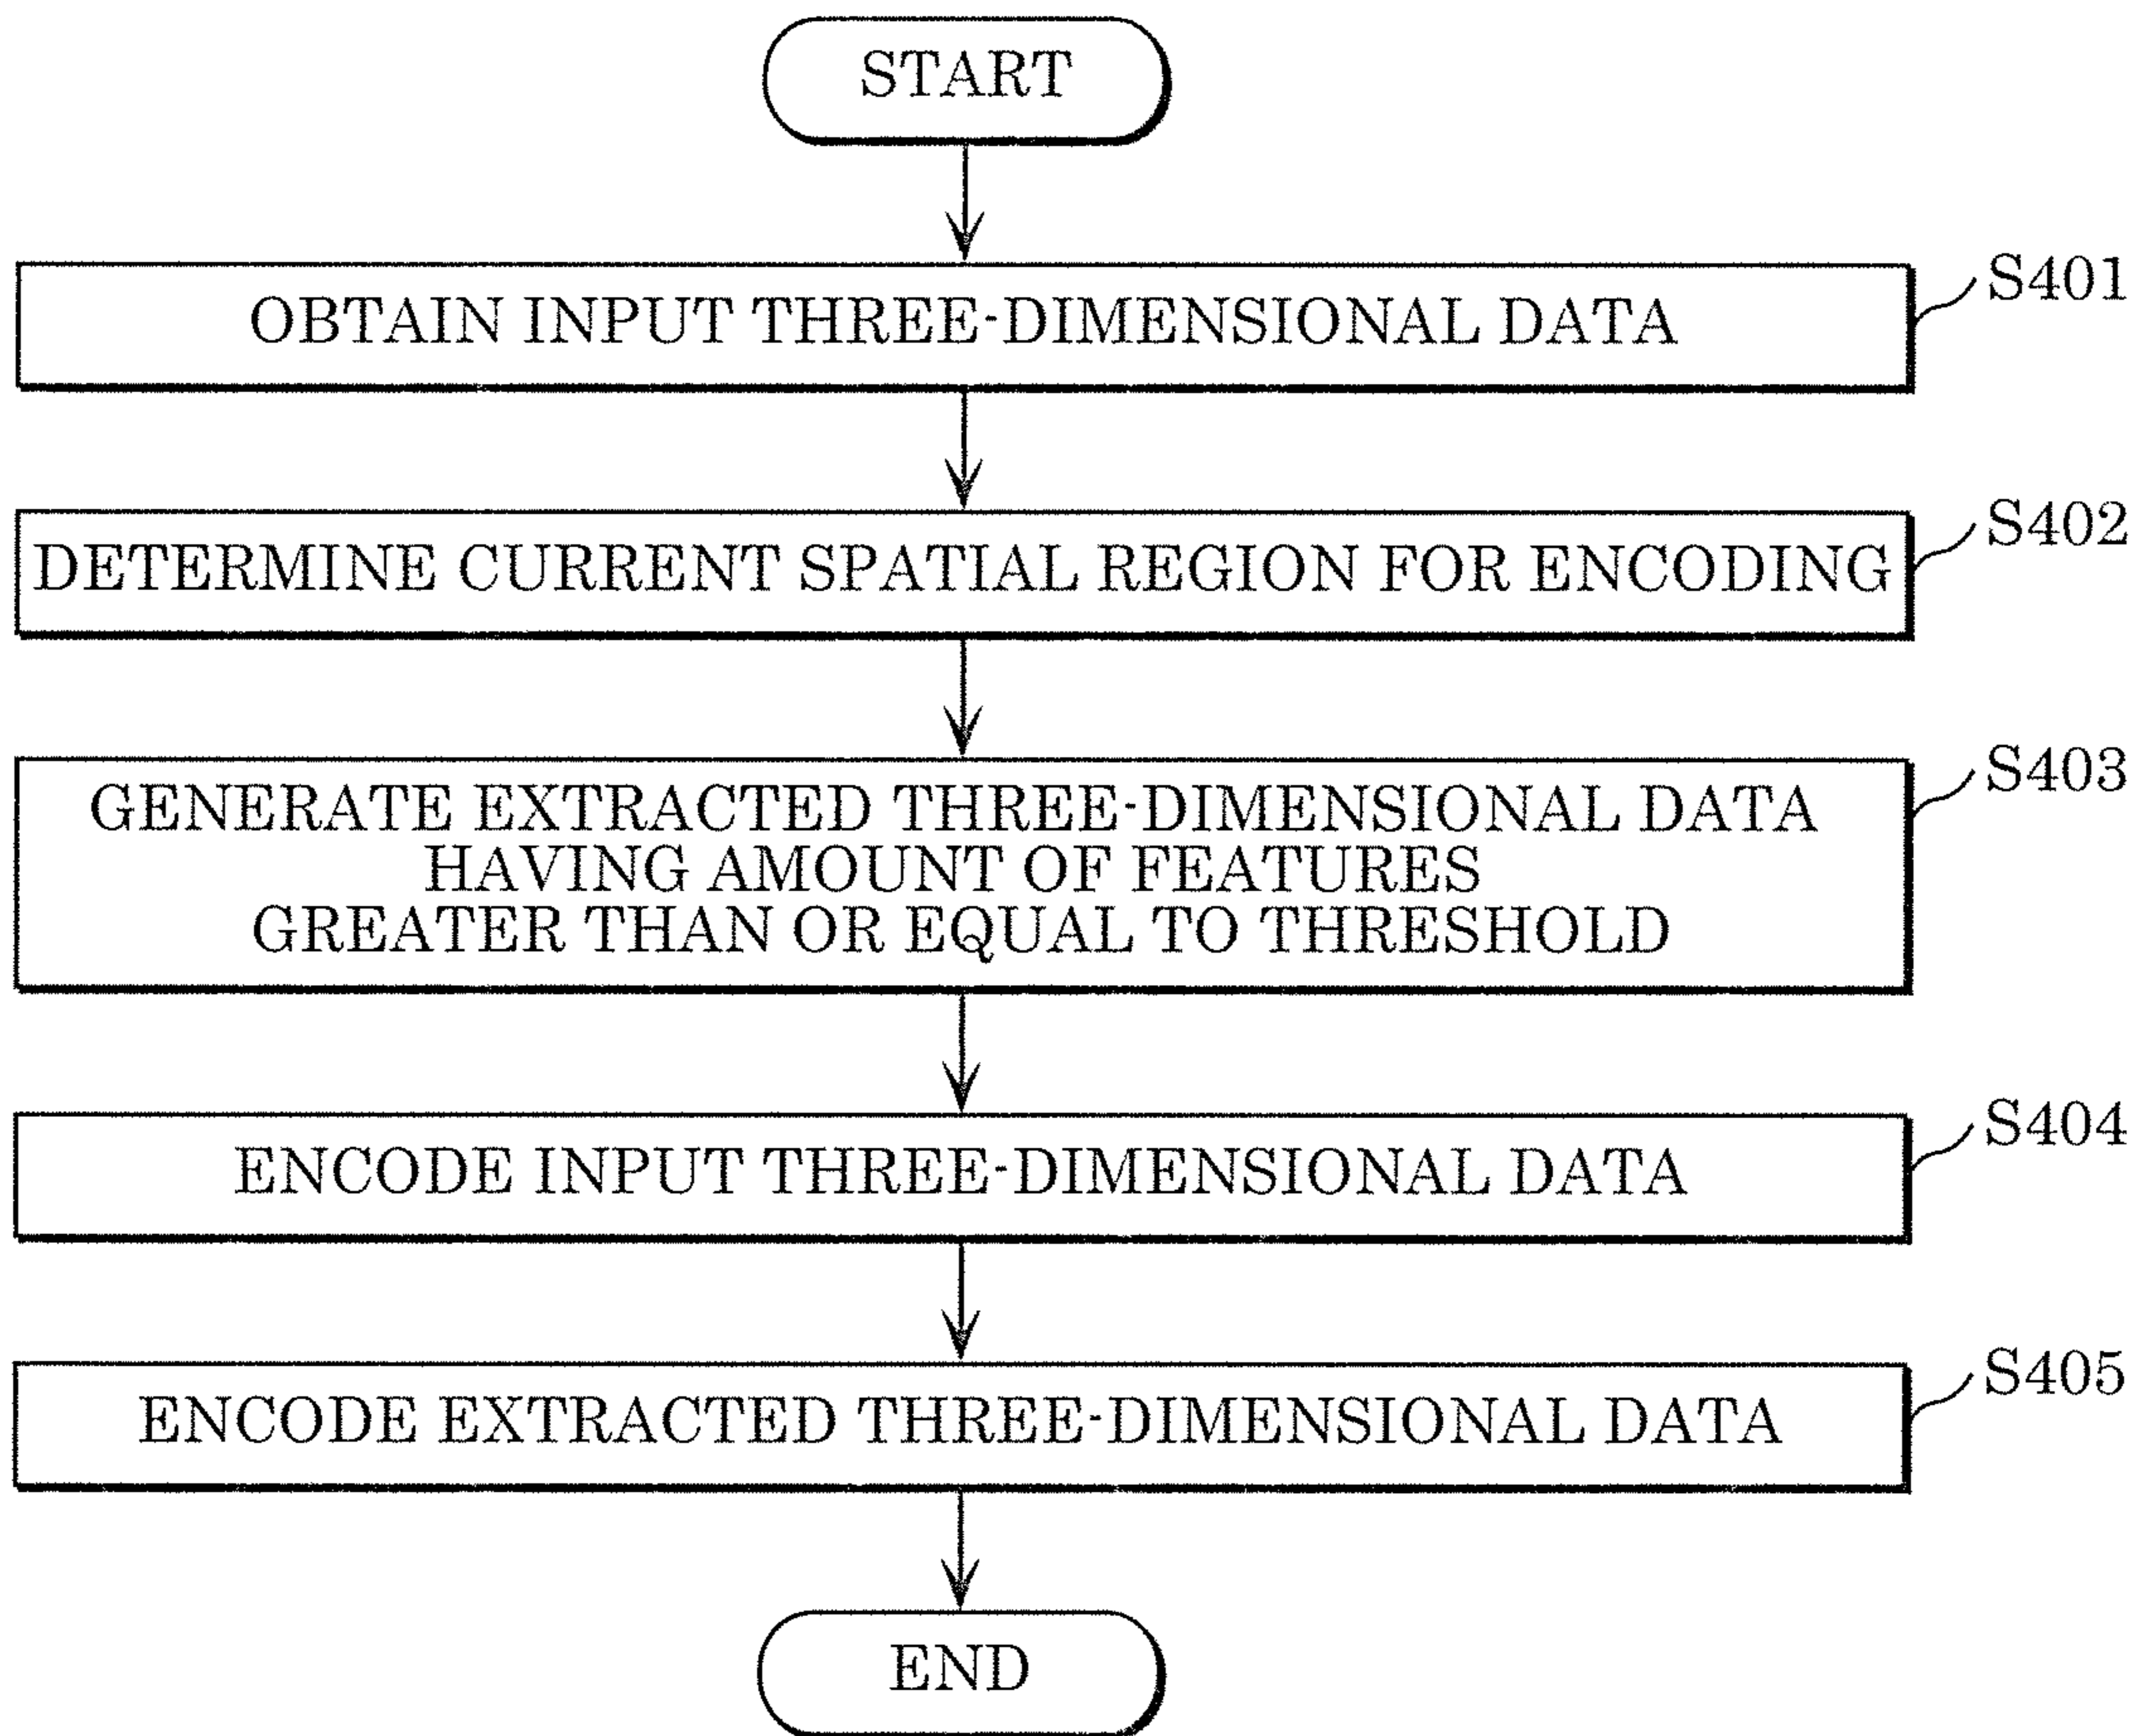 START
OBTAIN INPUT THREE-DIMENSIONAL DATA
S401
DETERMINE CURRENT SPATIAL REGION FOR ENCODING
S402
GENERATE EXTRACTED THREE-DIMENSIONAL DATA
HAVING AMOUNT OF FEATURES
GREATER THAN OR EQUAL TO THRESHOLD
S403
ENCODE INPUT THREE-DIMENSIONAL DATA
S404
ENCODE EXTRACTED THREE-DIMENSIONAL DATA
S405
END